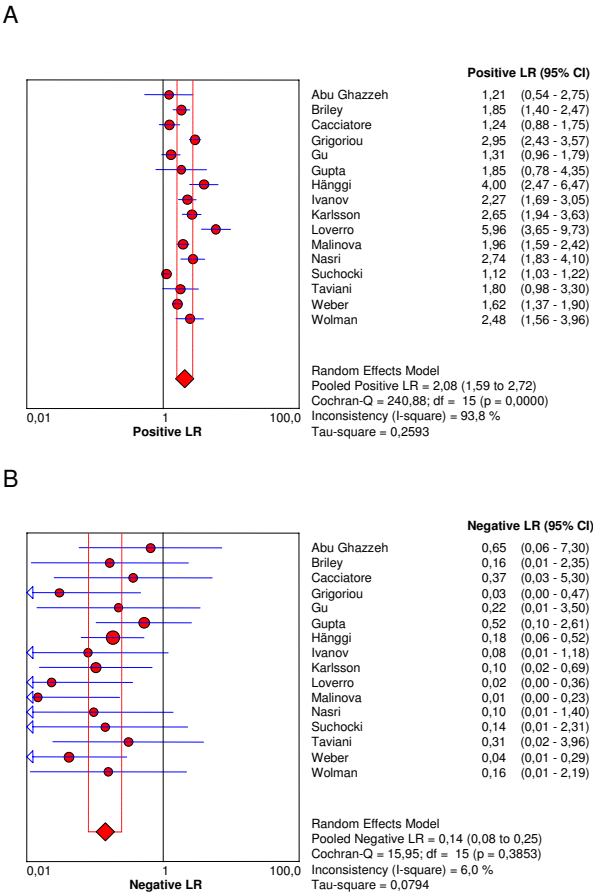 A
Positive LR (95% CI)
Abu Ghazzeh 1,21 (0,54 - 2,75)
Briley 1,85 (1,40 - 2,47)
Cacciatore 1,24 (0,88 - 1,75)
Grigoriou 2,95 (2,43 - 3,57)
Gu 1,31 (0,96 - 1,79)
Gupta 1,85 (0,78 - 4,35)
Hänggi 4,00 (2,47 - 6,47)
Ivanov 2,27 (1,69 - 3,05)
Karlsson 2,65 (1,94 - 3,63)
Loverro 5,96 (3,65 - 9,73)
Malinova 1,96 (1,59 - 2,42)
Nasri 2,74 (1,83 - 4,10)
Suchocki 1,12 (1,03 - 1,22)
Taviani 1,80 (0,98 - 3,30)
Weber 1,62 (1,37 - 1,90)
Wolman 2,48 (1,56 - 3,96)
Random Effects Model
Pooled Positive LR = 2,08 (1,59 to 2,72)
Cochran-Q = 240,88; df = 15 (p = 0,0000)
Inconsistency (I-square) = 93,8 %
Tau-square = 0,2593
0,01 1 100,0
Positive LR
B
Negative LR (95% CI)
Abu Ghazzeh 0,65 (0,06 - 7,30)
Briley 0,16 (0,01 - 2,35)
Cacciatore 0,37 (0,03 - 5,30)
Grigoriou 0,03 (0,00 - 0,47)
Gu 0,22 (0,01 - 3,50)
Gupta 0,52 (0,10 - 2,61)
Hänggi 0,18 (0,06 - 0,52)
Ivanov 0,08 (0,01 - 1,18)
Karlsson 0,10 (0,02 - 0,69)
Loverro 0,02 (0,00 - 0,36)
Malinova 0,01 (0,00 - 0,23)
Nasri 0,10 (0,01 - 1,40)
Suchocki 0,14 (0,01 - 2,31)
Taviani 0,31 (0,02 - 3,96)
Weber 0,04 (0,01 - 0,29)
Wolman 0,16 (0,01 - 2,19)
Random Effects Model
Pooled Negative LR = 0,14 (0,08 to 0,25)
Cochran-Q = 15,95; df = 15 (p = 0,3853)
Inconsistency (I-square) = 6,0 %
Tau-square = 0,0794
0,01 1 100,0
Negative LR